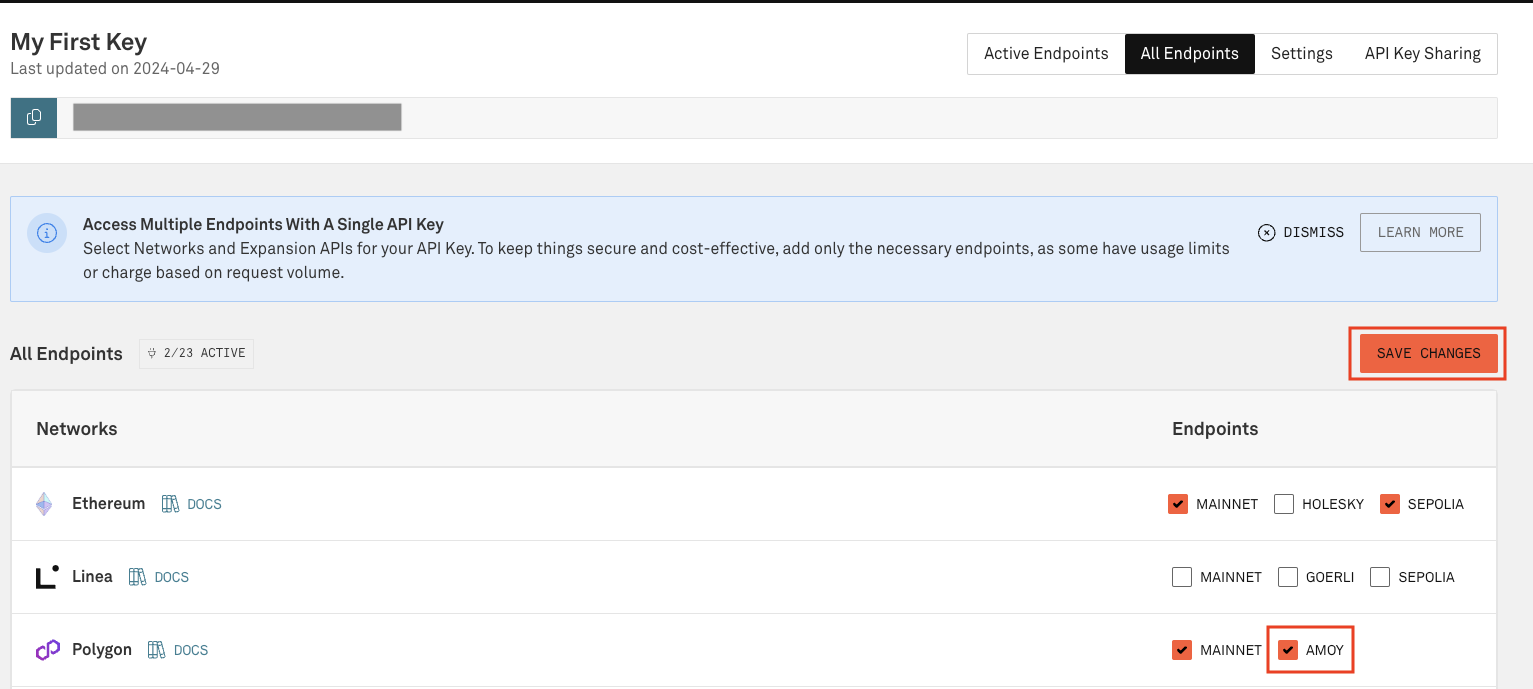 My First Key
Last updated on 2024-04-29
Active Endpoints All Endpoints Settings API Key Sharing
Access Multiple Endpoints With A Single API Key
Select Networks and Expansion APIs for your API Key. To keep things secure and cost-effective, add only the necessary endpoints, as some have usage limits
or charge based on request volume.
DISMISS LEARN MORE
All Endpoints 2/23 ACTIVE SAVE CHANGES
Networks Endpoints
Ethereum DOCS MAINNET HOLESKY SEPOLIA
Linea DOCS MAINNET GOERLI SEPOLIA
Polygon DOCS MAINNET AMOY